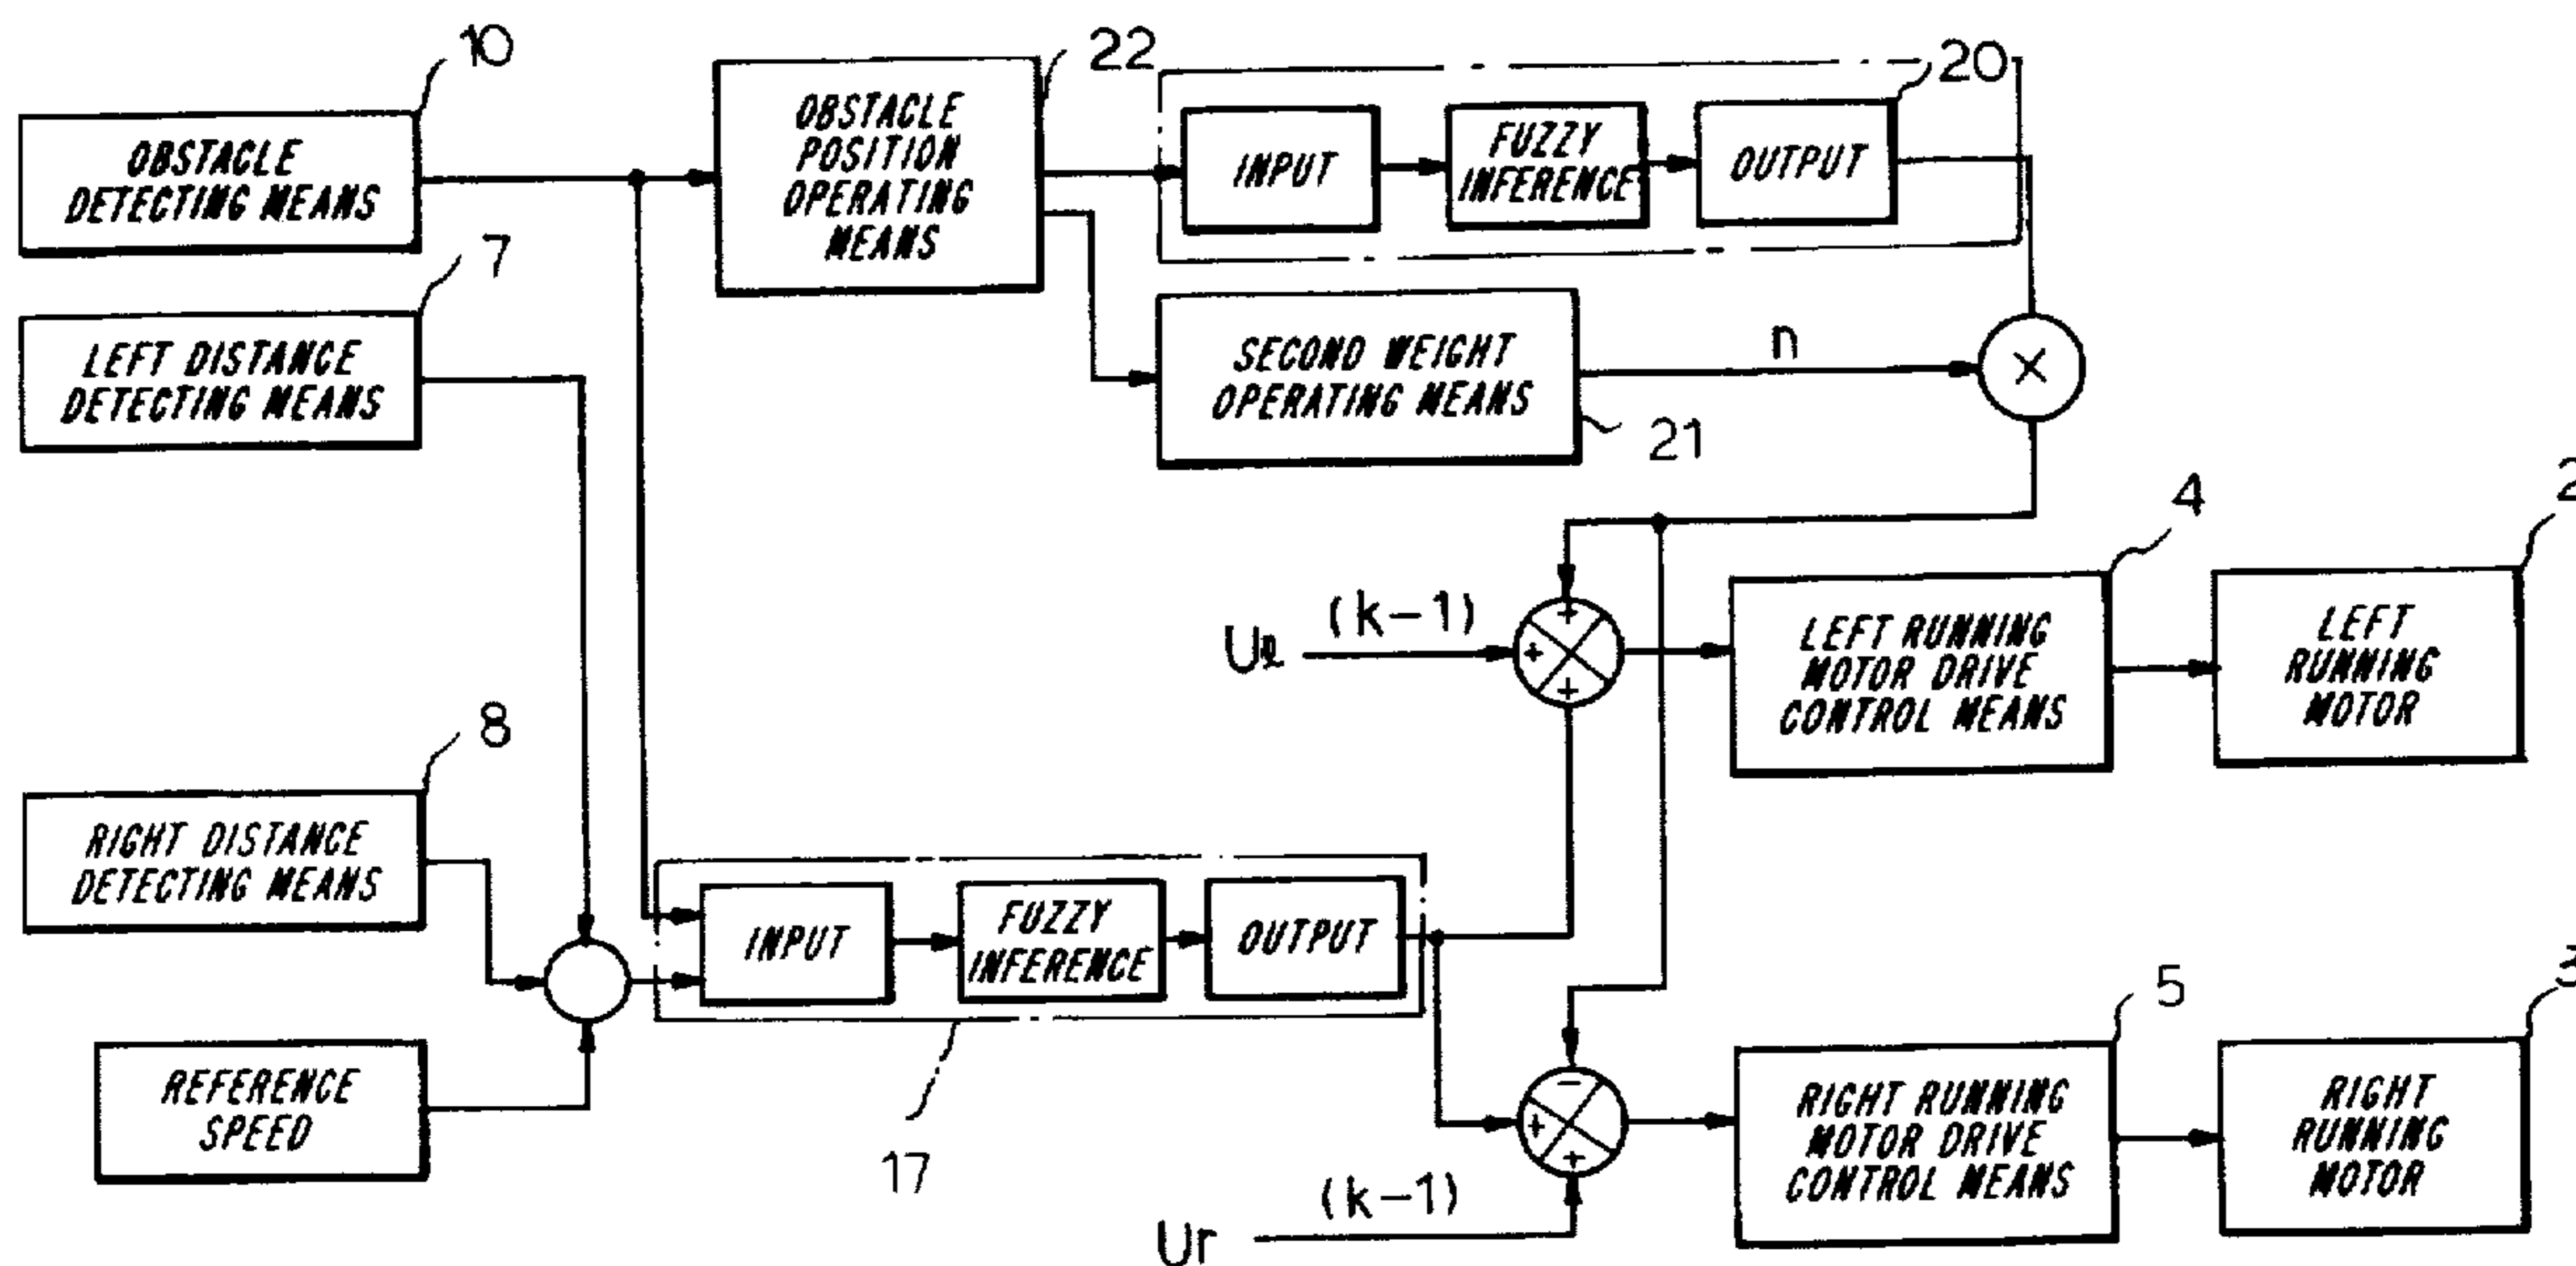 10
OBSTACLE
DETECTING MEANS
22
OBSTACLE
POSITION
OPERATING
MEANS
20
INPUT
FUZZY
INFERENCE
OUTPUT
7
LEFT DISTANCE
DETECTING MEANS
SECOND WEIGHT
OPERATING MEANS
n
×
21
4
2
Uℓ
(k-1)
+
+
+
LEFT RUNNING
MOTOR DRIVE
CONTROL MEANS
LEFT
RUNNING
MOTOR
8
RIGHT DISTANCE
DETECTING MEANS
INPUT
FUZZY
INFERENCE
OUTPUT
17
REFERENCE
SPEED
5
3
Ur
(k-1)
-
+
+
RIGHT RUNNING
MOTOR DRIVE
CONTROL MEANS
RIGHT
RUNNING
MOTOR